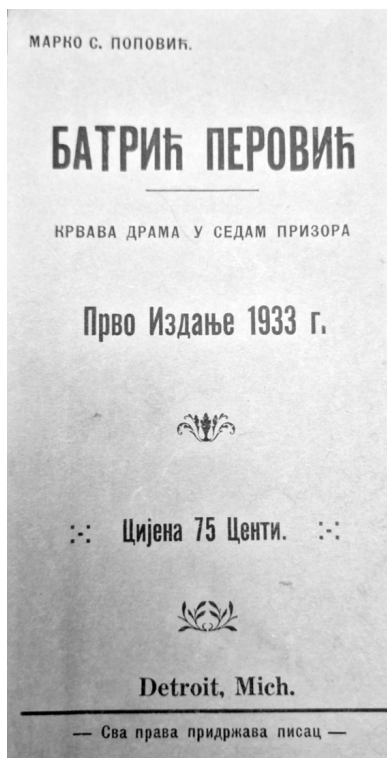 МАРКО С. ПОПОВИЋ.
БАТРИЋ ПЕРОВИЋ
КРВАВА ДРАМА У СЕДАМ ПРИЗОРА
Прво Издање 1933 г.
:-: Цијена 75 Центи. :-:
Detroit, Mich.
— Сва права придржава писац —